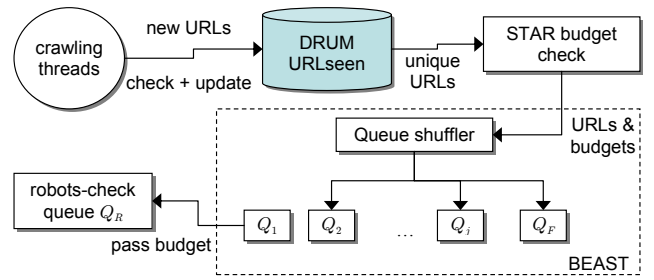 crawling
threads
new URLs
check + update
DRUM
URLseen
unique
URLs
STAR budget
check
URLs &
budgets
Queue shuffler
robots-check
queue Q_R
pass budget
Q_1
Q_2
...
Q_j
Q_F
BEAST